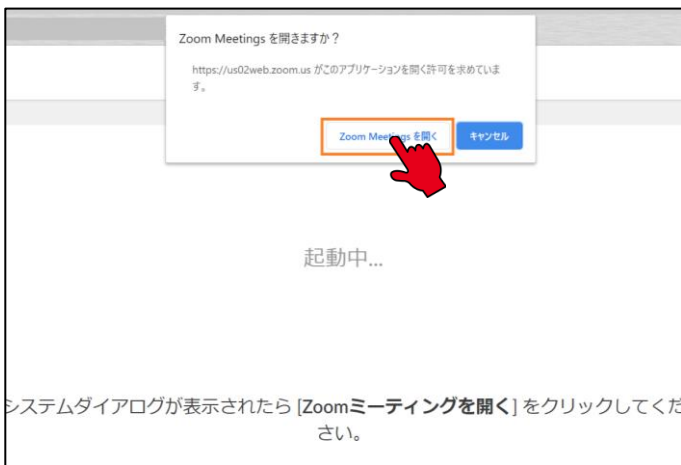 Zoom Meetings を開きますか？
https://us02web.zoom.us がこのアプリケーションを開く許可を求めていま
す。
Zoom Meetings を開く
キャンセル
起動中...
システムダイアログが表示されたら [Zoomミーティングを開く] をクリックしてくだ
さい。